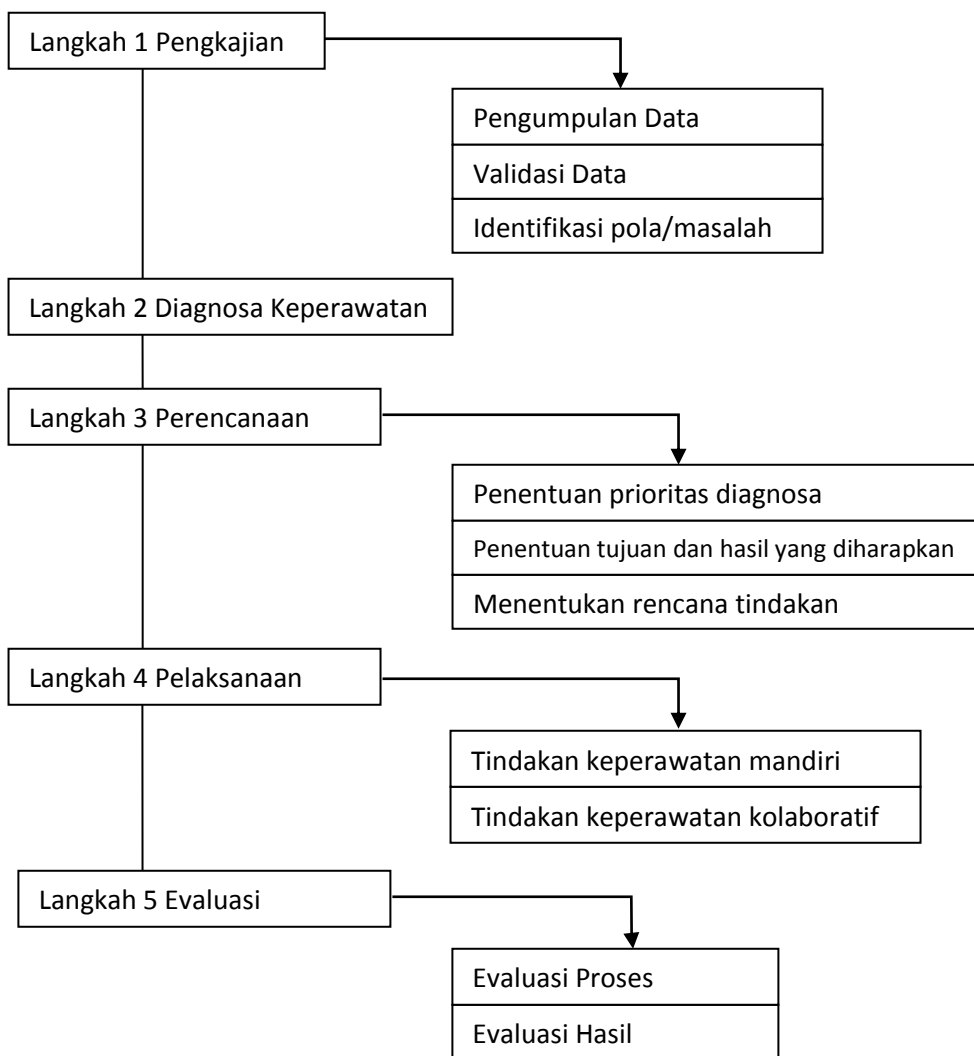 Langkah 1 Pengkajian
Pengumpulan Data
Validasi Data
Identifikasi pola/masalah
Langkah 2 Diagnosa Keperawatan
Langkah 3 Perencanaan
Penentuan prioritas diagnosa
Penentuan tujuan dan hasil yang diharapkan
Menentukan rencana tindakan
Langkah 4 Pelaksanaan
Tindakan keperawatan mandiri
Tindakan keperawatan kolaboratif
Langkah 5 Evaluasi
Evaluasi Proses
Evaluasi Hasil